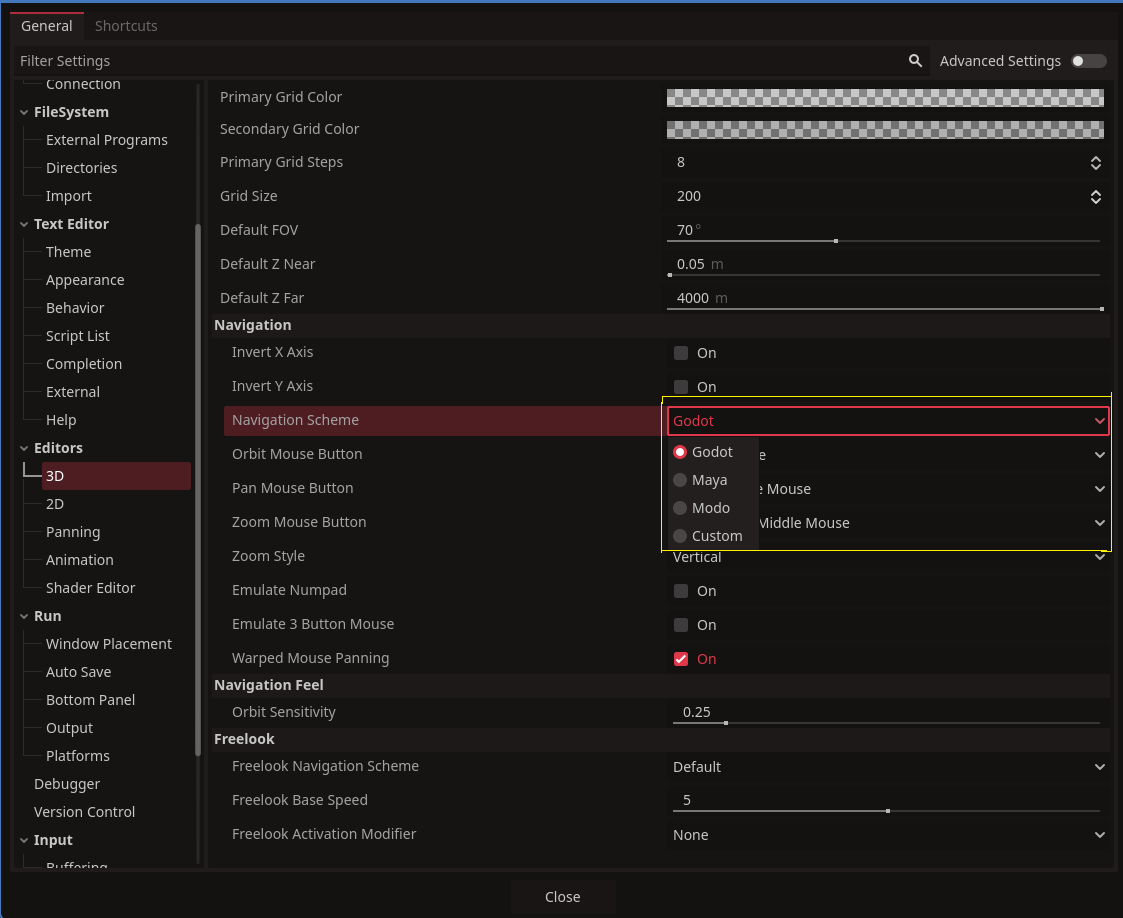 General Shortcuts
Filter Settings Advanced Settings
Connection
FileSystem
External Programs
Directories
Import
Text Editor
Theme
Appearance
Behavior
Script List
Completion
External
Help
Editors
3D
2D
Panning
Animation
Shader Editor
Run
Window Placement
Auto Save
Bottom Panel
Output
Platforms
Debugger
Version Control
Input
Buffering
Primary Grid Color
Secondary Grid Color
Primary Grid Steps 8
Grid Size 200
Default FOV 70 °
Default Z Near 0.05 m
Default Z Far 4000 m
Navigation
Invert X Axis On
Invert Y Axis On
Navigation Scheme Godot
Godot
Maya
Modo
Custom
Orbit Mouse Button
Pan Mouse Button Mouse
Zoom Mouse Button Middle Mouse
Zoom Style Vertical
Emulate Numpad On
Emulate 3 Button Mouse On
Warped Mouse Panning On
Navigation Feel
Orbit Sensitivity 0.25
Freelook
Freelook Navigation Scheme Default
Freelook Base Speed 5
Freelook Activation Modifier None
Close